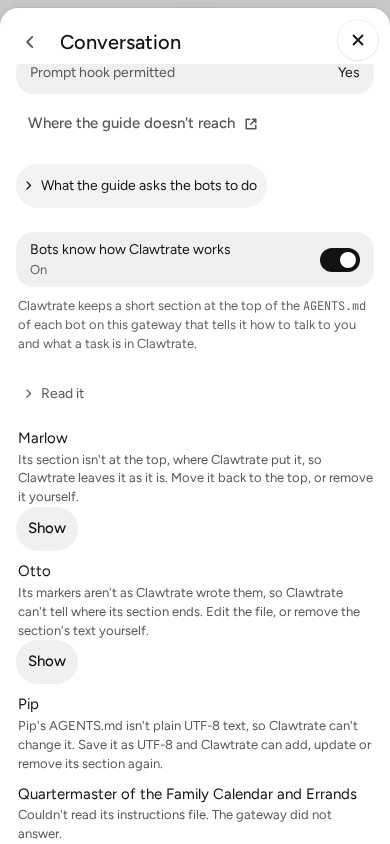 Conversation
Prompt hook permitted Yes
Where the guide doesn't reach
What the guide asks the bots to do
Bots know how Clawtrate works
On
Clawtrate keeps a short section at the top of the AGENTS.md
of each bot on this gateway that tells it how to talk to you
and what a task is in Clawtrate.
Read it
Marlow
Its section isn't at the top, where Clawtrate put it, so
Clawtrate leaves it as it is. Move it back to the top, or remove
it yourself.
Show
Otto
Its markers aren't as Clawtrate wrote them, so Clawtrate
can't tell where its section ends. Edit the file, or remove the
section's text yourself.
Show
Pip
Pip's AGENTS.md isn't plain UTF-8 text, so Clawtrate can't
change it. Save it as UTF-8 and Clawtrate can add, update or
remove its section again.
Quartermaster of the Family Calendar and Errands
Couldn't read its instructions file. The gateway did not
answer.